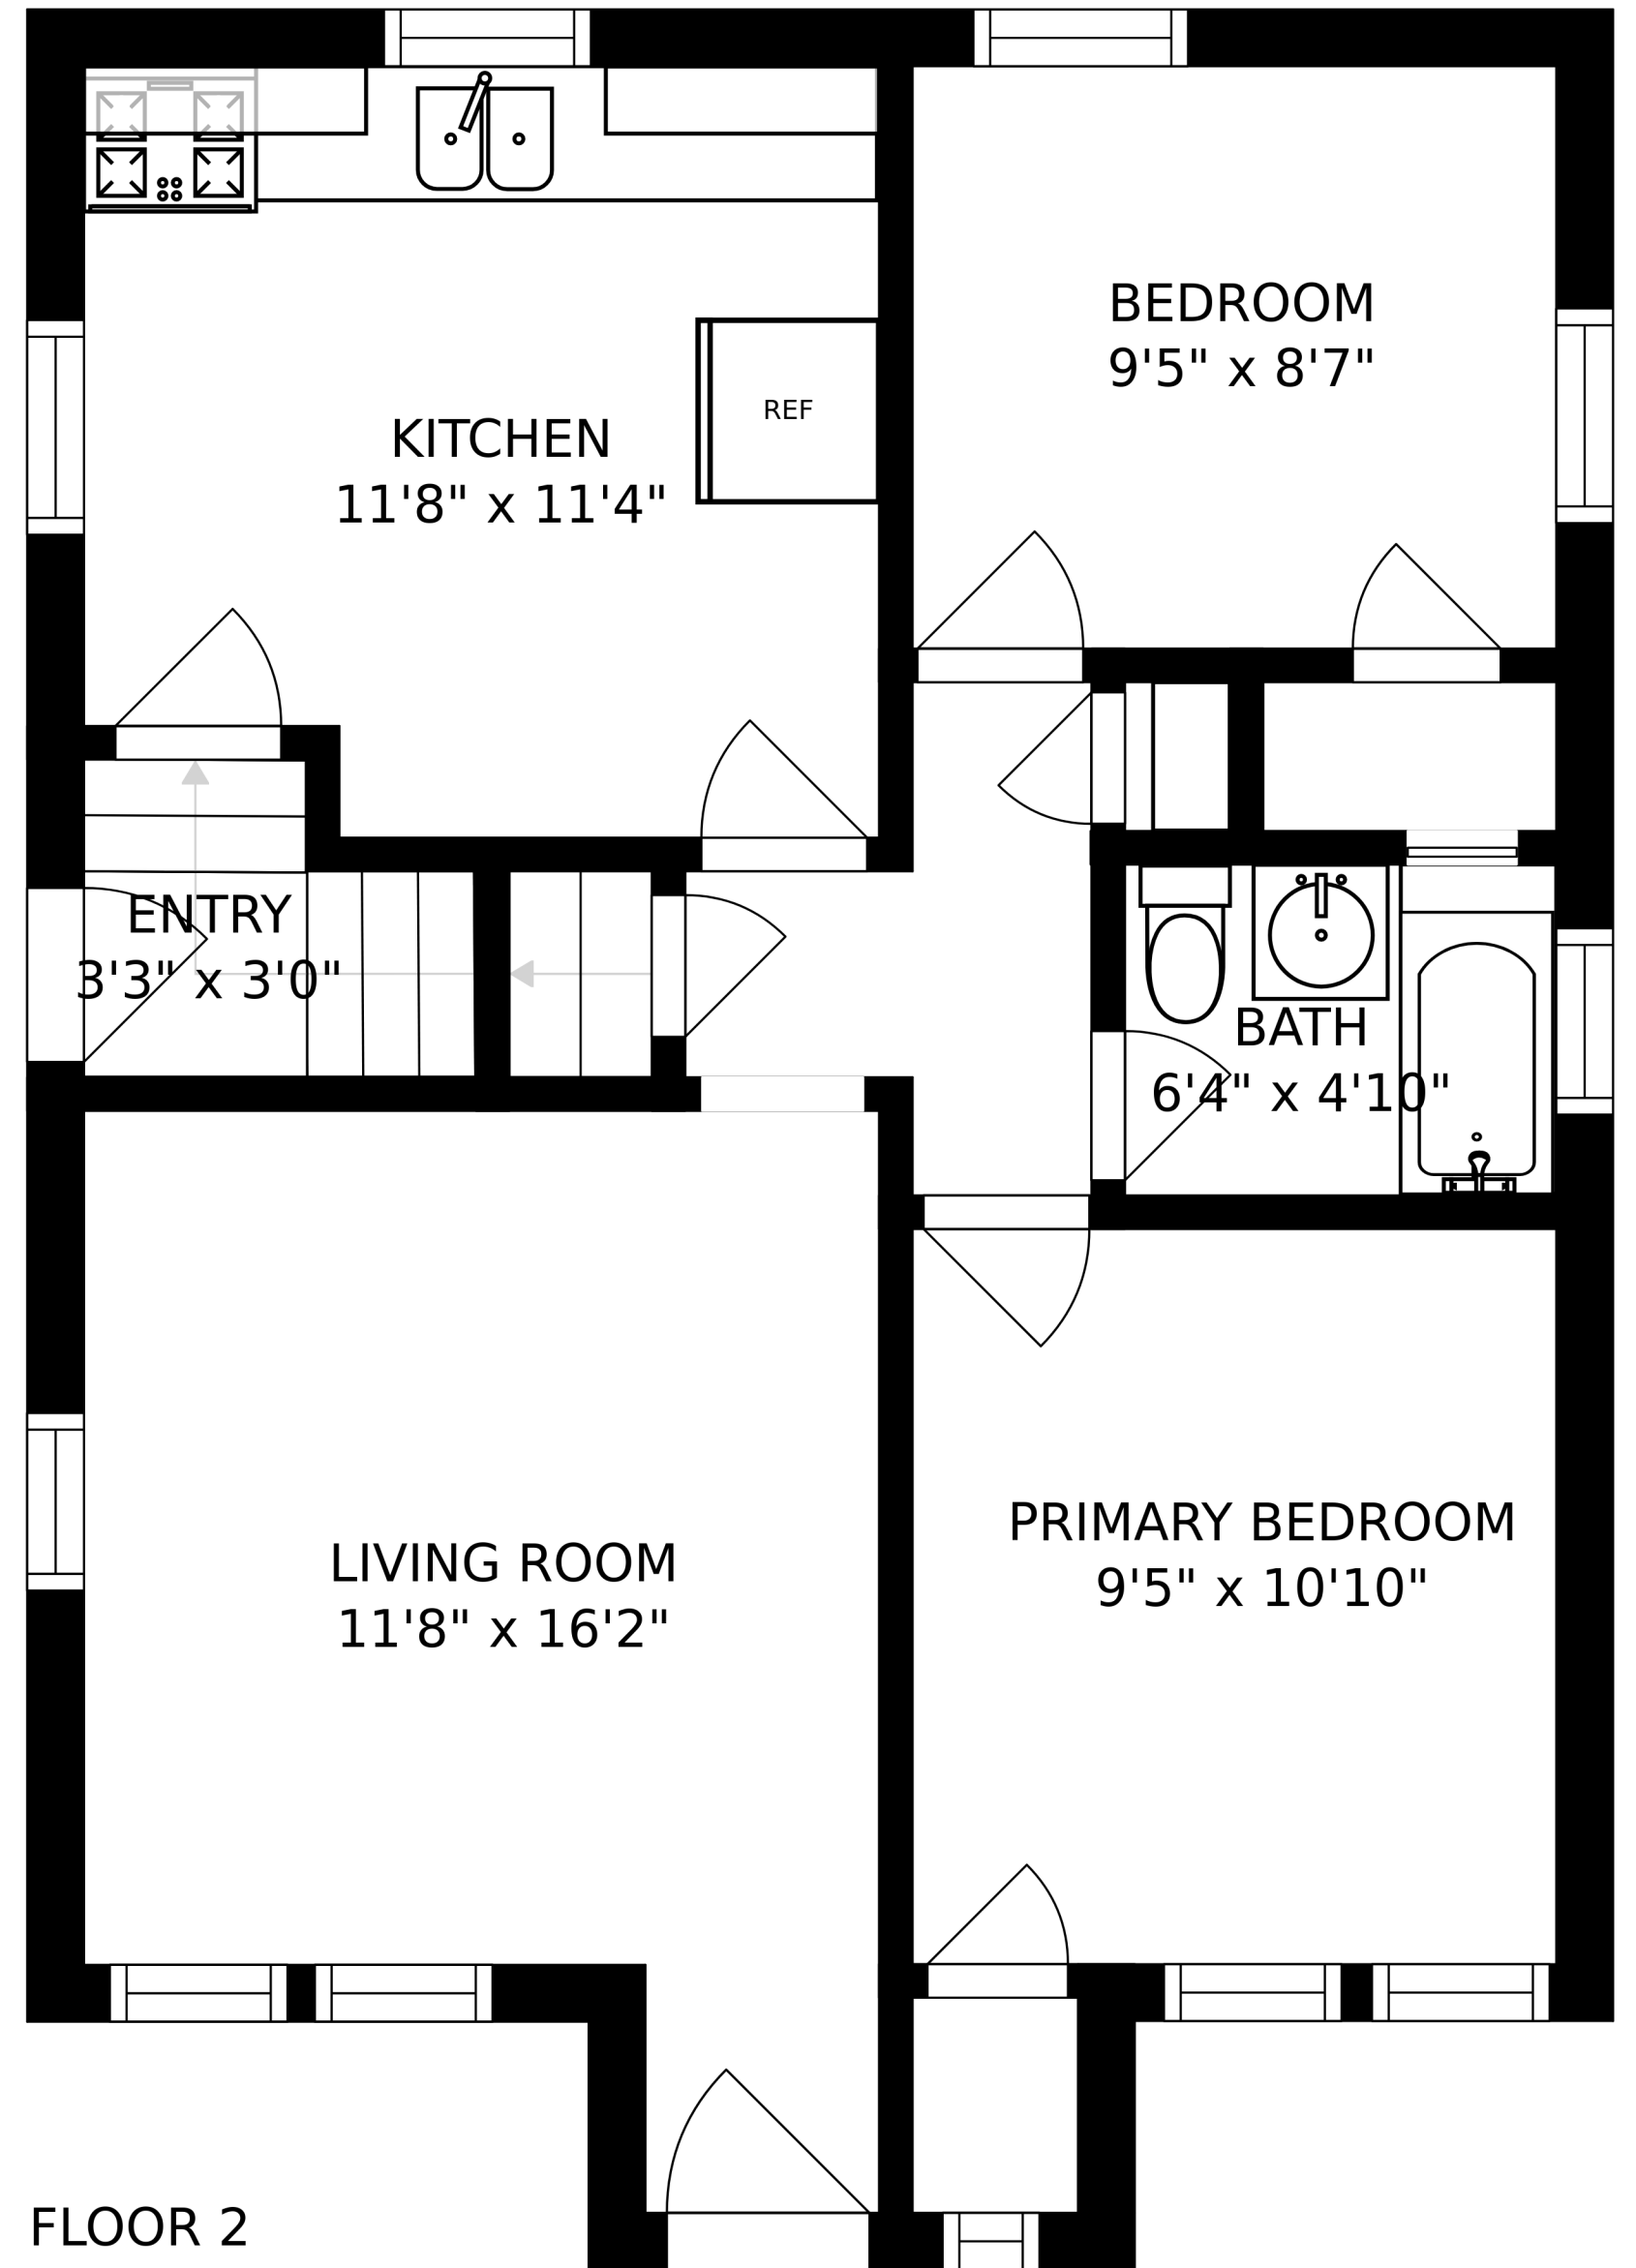 BEDROOM
9'5" x 8'7"
REF
KITCHEN
11'8" x 11'4"
ENTRY
3'3" x 3'0"
BATH
6'4" x 4'10"
PRIMARY BEDROOM
9'5" x 10'10"
LIVING ROOM
11'8" x 16'2"
FLOOR 2